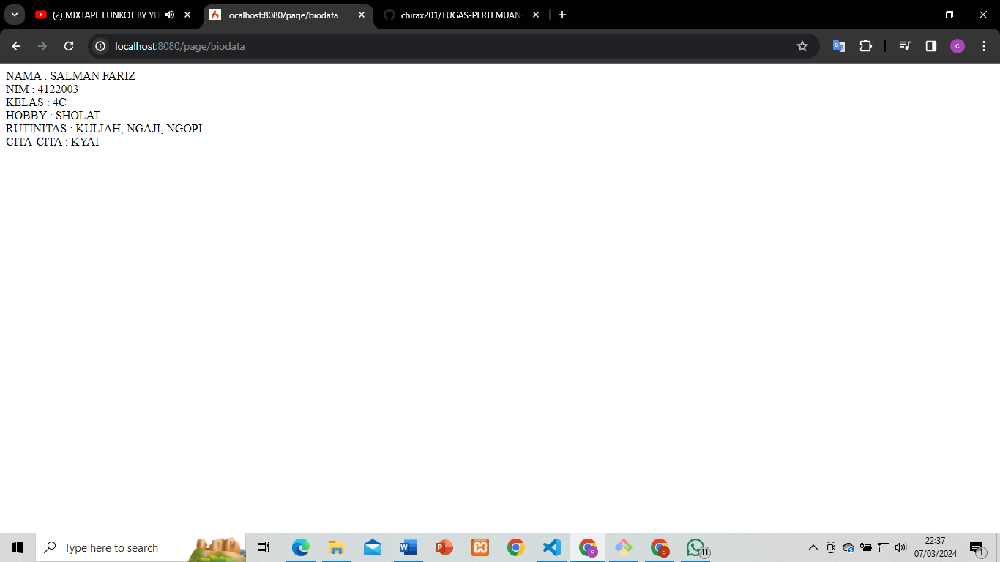 (2) MIXTAPE FUNKOT BY YU
localhost:8080/page/biodata
chirax201/TUGAS-PERTEMUAN-
localhost:8080/page/biodata
c
NAMA : SALMAN FARIZ
NIM : 4122003
KELAS : 4C
HOBBY : SHOLAT
RUTINITAS : KULIAH, NGAJI, NGOPI
CITA-CITA : KYAI
Type here to search
c
S
11
22:37
07/03/2024
1